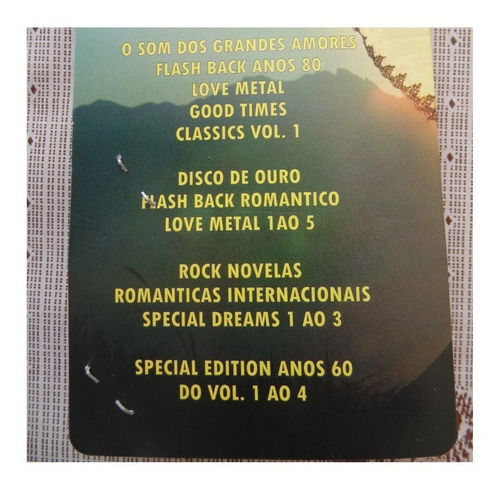 O SOM DOS GRANDES AMORES
FLASH BACK ANOS 80
LOVE METAL
GOOD TIMES
CLASSICS VOL. 1
DISCO DE OURO
FLASH BACK ROMANTICO
LOVE METAL 1AO 5
ROCK NOVELAS
ROMANTICAS INTERNACIONAIS
SPECIAL DREAMS 1 AO 3
SPECIAL EDITION ANOS 60
DO VOL. 1 AO 4